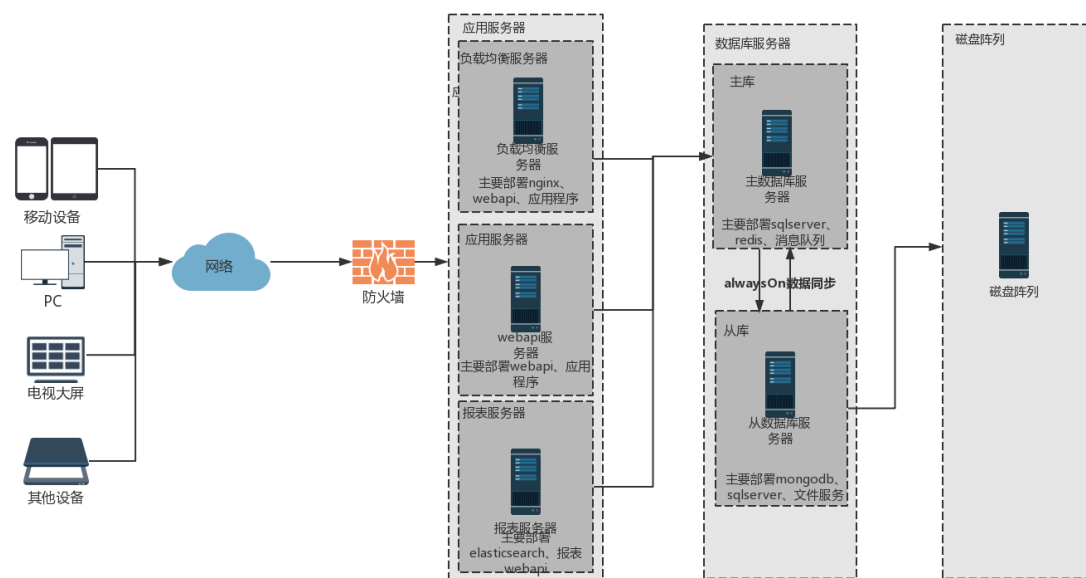 移动设备
PC
电视大屏
其他设备
网络
防火墙
应用服务器
负载均衡服务器
应
负载均衡服
务器
主要部署nginx、
webapi、应用程序
应用服务器
webapi服
务器
主要部署webapi、应用
程序
报表服务器
报表服务器
主要部署
elasticsearch、报表
webapi
数据库服务器
主库
主数据库服
务器
主要部署sqlserver、
redis、消息队列
alwaysOn数据同步
从库
从数据库服
务器
主要部署mongodb、
sqlserver、文件服务
磁盘阵列
磁盘阵列